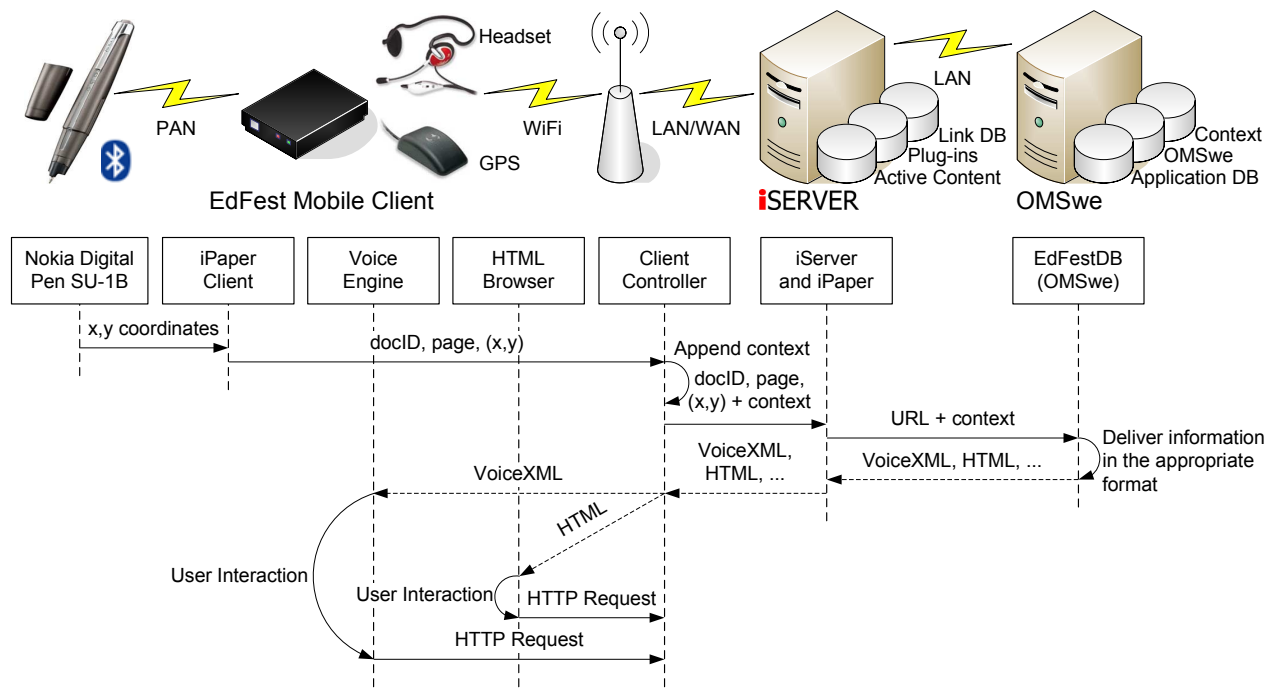 Headset
PAN
WiFi
LAN/WAN
LAN
GPS
Link DB
Plug-ins
Active Content
Context
OMSwe
Application DB
EdFest Mobile Client
iSERVER
OMSwe
Nokia Digital
Pen SU-1B
iPaper
Client
Voice
Engine
HTML
Browser
Client
Controller
iServer
and iPaper
EdFestDB
(OMSwe)
x,y coordinates
docID, page, (x,y)
Append context
docID, page,
(x,y) + context
URL + context
Deliver information
in the appropriate
format
VoiceXML, HTML, ...
VoiceXML,
HTML, ...
VoiceXML
HTML
User Interaction
User Interaction
HTTP Request
HTTP Request